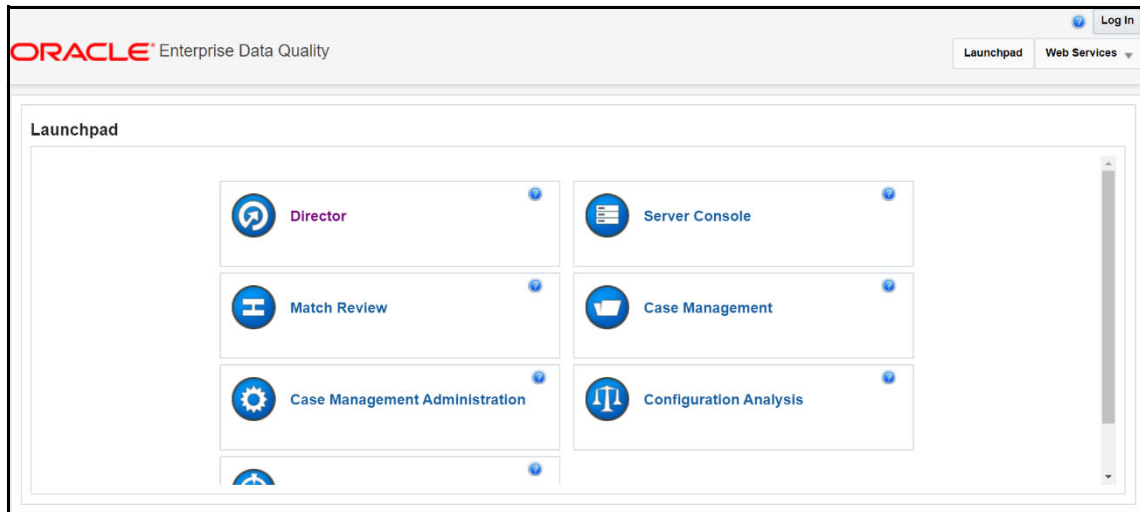 Log In
ORACLE Enterprise Data Quality
Launchpad Web Services
Launchpad
Director
Server Console
Match Review
Case Management
Case Management Administration
Configuration Analysis